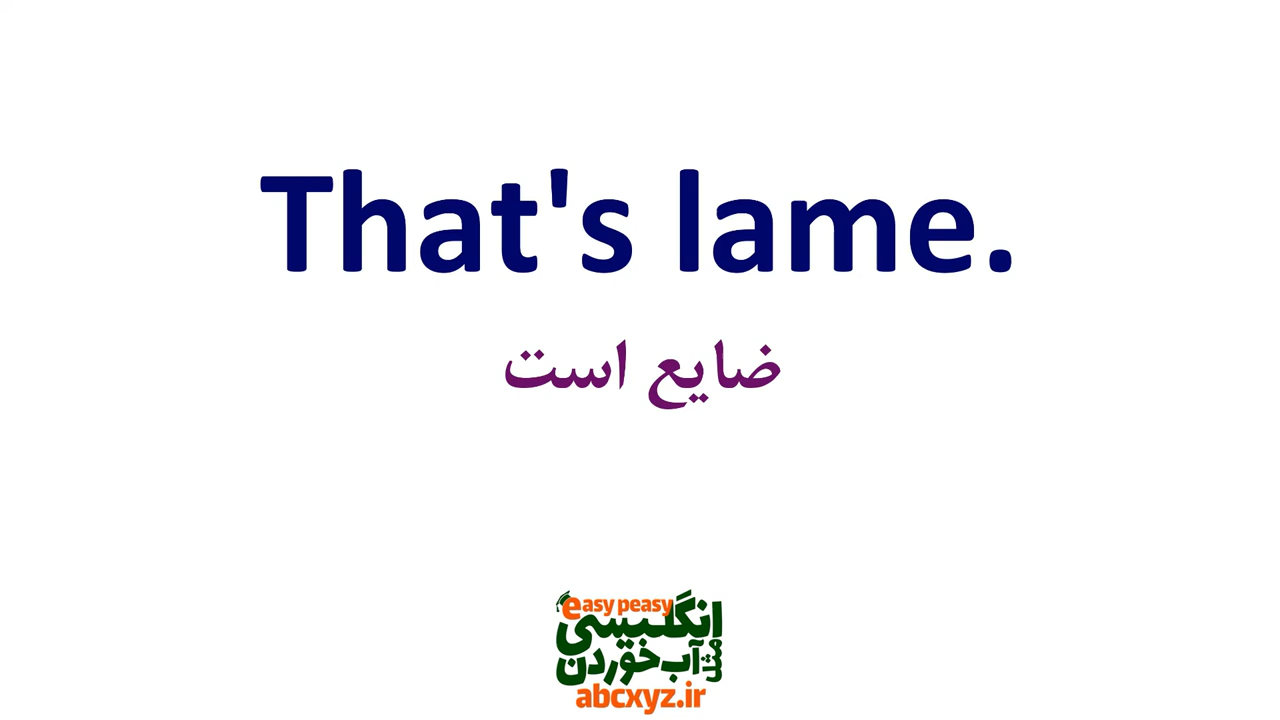 That's lame.
ضایع است
easy peasy
انگلیسی
مثل آب خوردن
abcxyz.ir